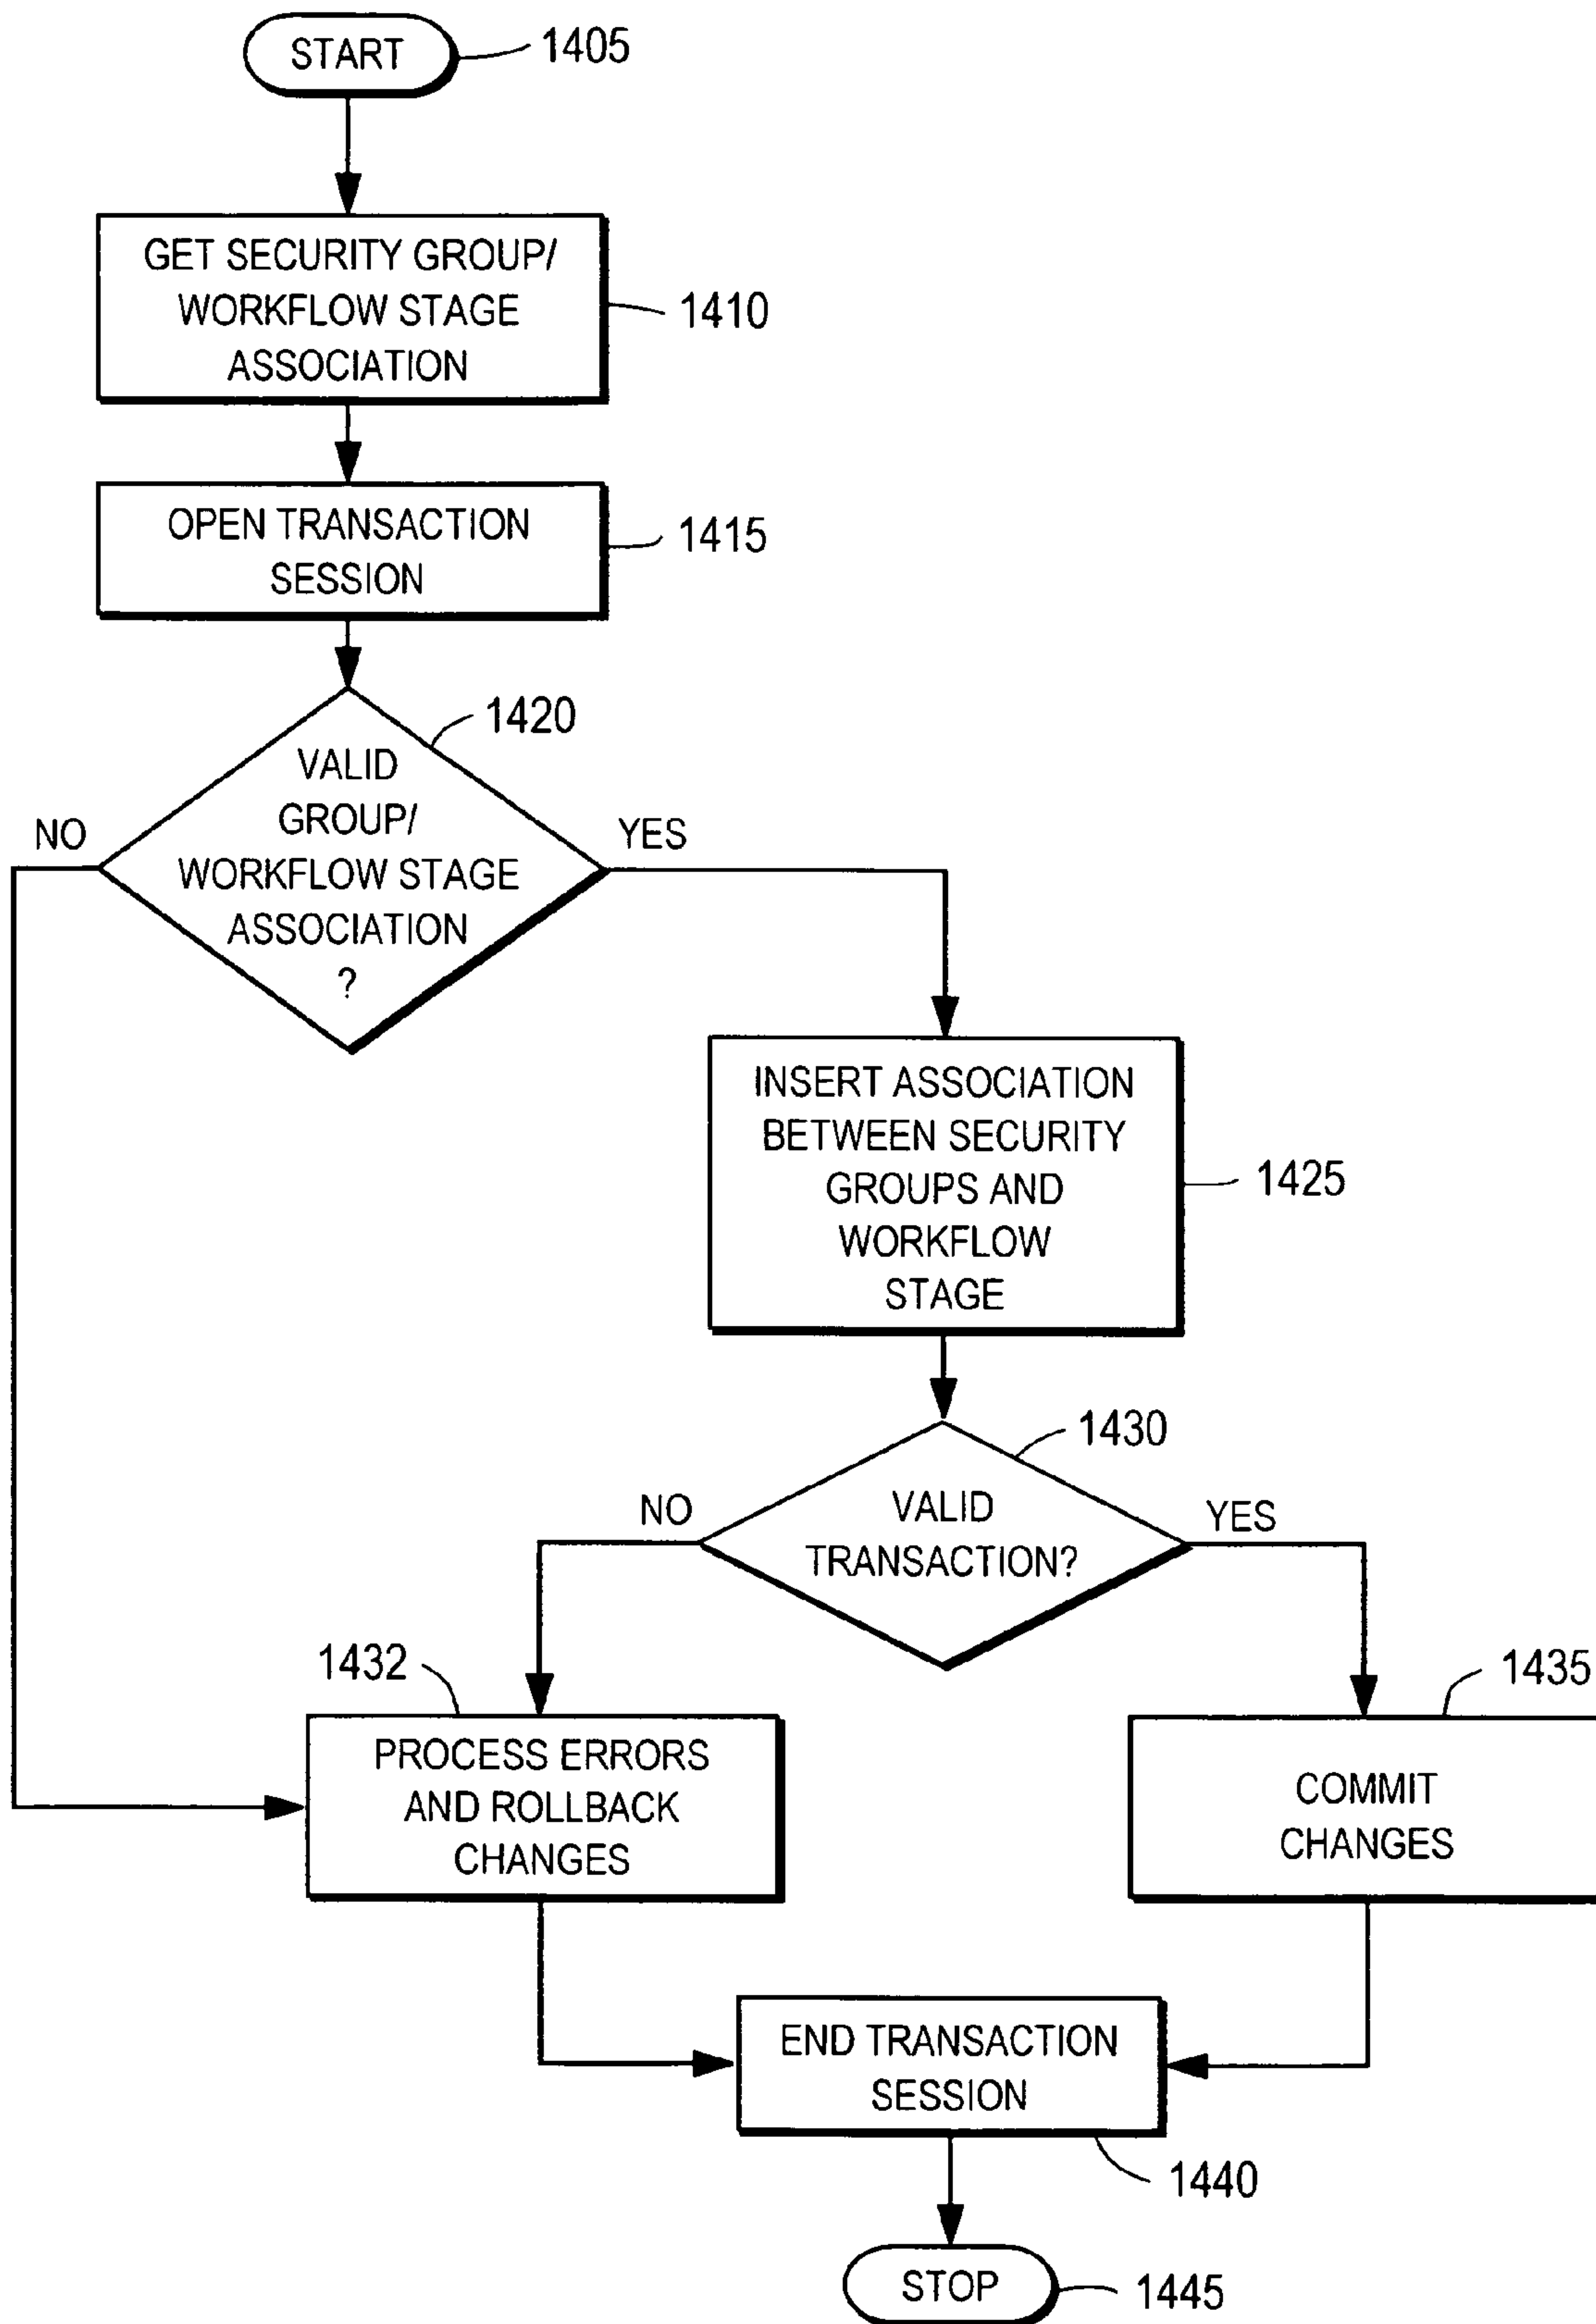 START
1405
GET SECURITY GROUP/
WORKFLOW STAGE
ASSOCIATION
1410
OPEN TRANSACTION
SESSION
1415
1420
VALID
GROUP/
WORKFLOW STAGE
ASSOCIATION
?
NO
YES
INSERT ASSOCIATION
BETWEEN SECURITY
GROUPS AND
WORKFLOW
STAGE
1425
1430
VALID
TRANSACTION?
NO
YES
1432
PROCESS ERRORS
AND ROLLBACK
CHANGES
1435
COMMIT
CHANGES
END TRANSACTION
SESSION
1440
STOP
1445